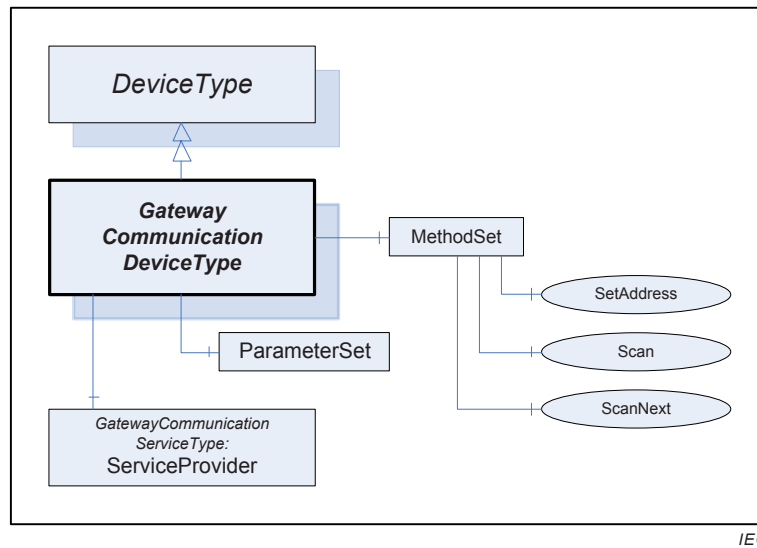 DeviceType
Gateway
Communication
DeviceType
MethodSet
SetAddress
Scan
ScanNext
ParameterSet
GatewayCommunication
ServiceType:
ServiceProvider